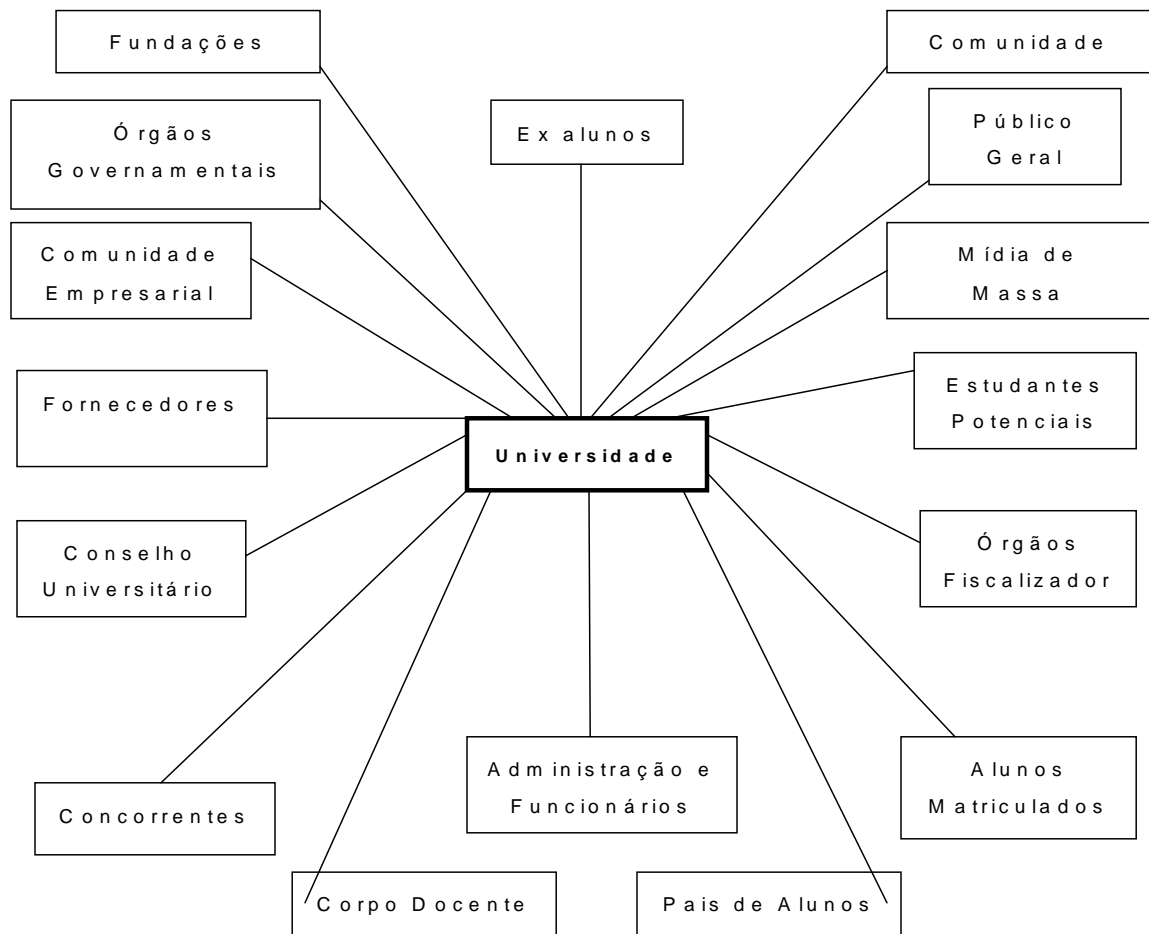 Fundações
Comunidade
Órgãos
Governamentais
Ex alunos
Público
Geral
Comunidade
Empresarial
Mídia de
Massa
Fornecedores
Estudantes
Potenciais
Universidade
Conselho
Universitário
Órgãos
Fiscalizador
Concorrentes
Administração e
Funcionários
Alunos
Matriculados
Corpo Docente
Pais de Alunos